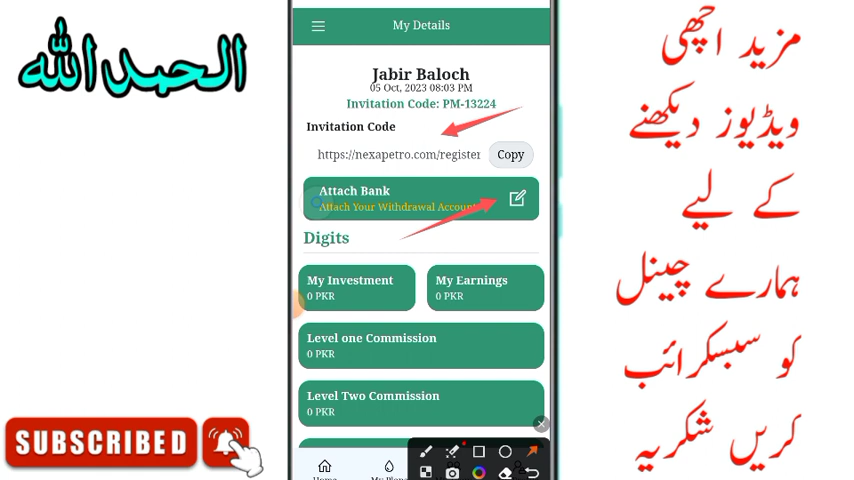 الحمداللہ
My Details
Jabir Baloch
05 Oct, 2023 08:03 PM
Invitation Code: PM-13224
Invitation Code
https://nexapetro.com/register
Copy
Attach Bank
Attach Your Withdrawal Account
Digits
My Investment
0 PKR
My Earnings
0 PKR
Level one Commission
0 PKR
Level Two Commission
0 PKR
Home
SUBSCRIBED
مزید اچھی
ویڈیوز دیکھنے
کے لیے
ہمارے چینل
کو سبسکرائب
کریں شکریہ